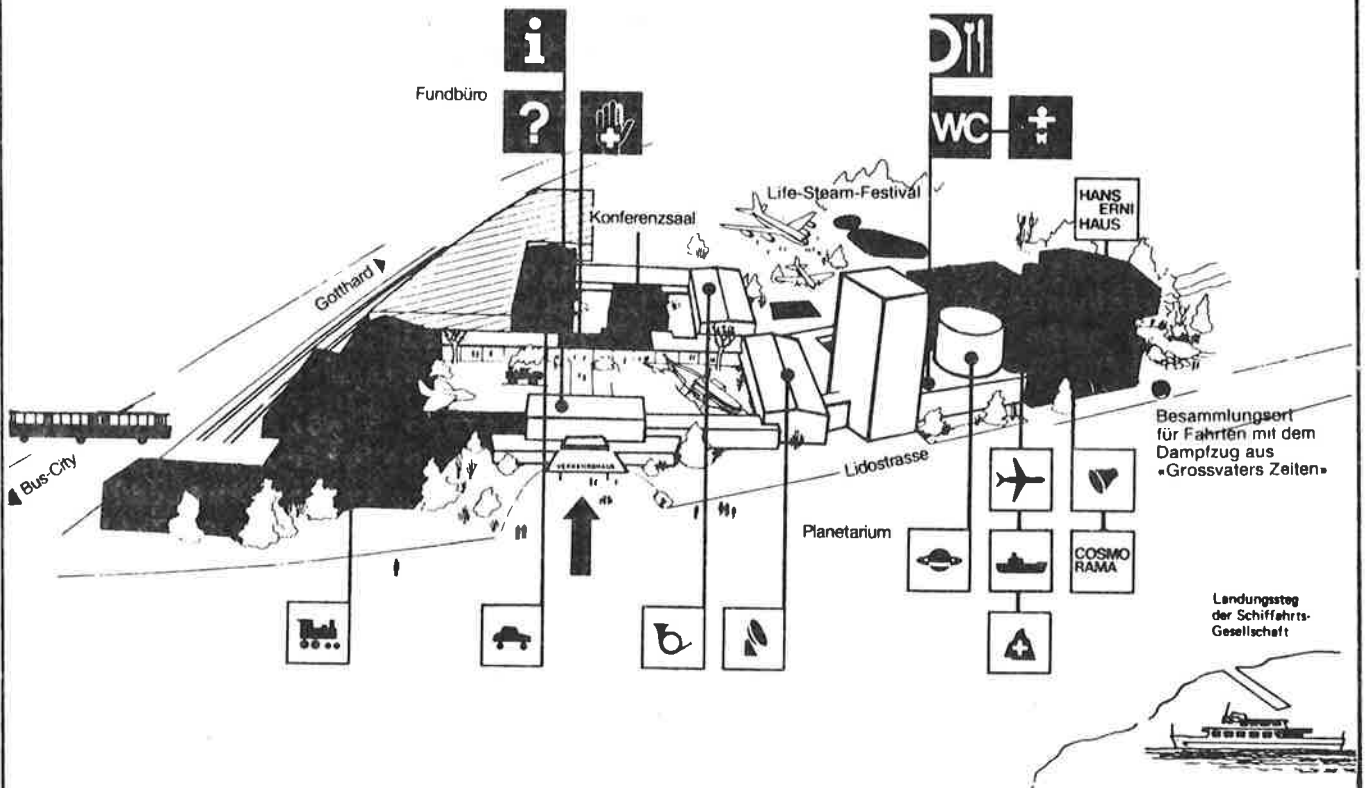 i
Fundbüro
?
WC
Life-Steam-Festival
HANS
ERNI
HAUS
Konferenzsaal
Gotthard
Bus-City
VERKEHRSHAUS
Lidostrasse
Besammlungsort
für Fahrten mit dem
Dampfzug aus
«Grossvaters Zeiten»
Planetarium
COSMO
RAMA
Landungssteg
der Schiffahrts-
Gesellschaft